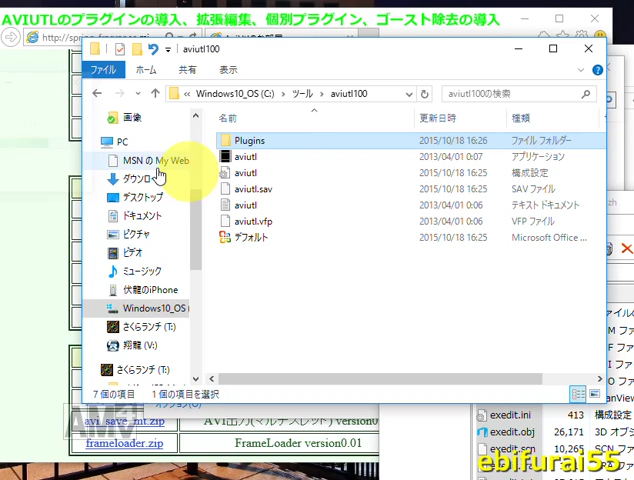 AVIUTLのプラグインの導入、拡張編集、個別プラグイン、ゴースト除去の導入
aviutl100
ファイル ホーム 共有 表示
« Windows10_OS (C:) › ツール › aviutl100
aviutl100の検索
名前 更新日時 種類
画像
PC
MSN の My Web
ダウンロ
デスクトップ
ドキュメント
ピクチャ
ビデオ
ミュージック
伏龍のiPhone
Windows10_OS (
さくらランチ (T:)
翔龍 (V:)
さくらランチ (T:)
Plugins 2015/10/18 16:26 ファイル フォルダー
aviutl 2013/04/01 0:07 アプリケーション
aviutl 2015/10/18 16:25 構成設定
aviutl.sav 2015/10/18 16:25 SAV ファイル
aviutl 2013/04/01 0:06 テキスト ドキュメント
aviutl.vfp 2013/04/01 0:06 VFP ファイル
デフォルト 2015/10/18 16:25 Microsoft Office ...
7 個の項目 1 個の項目を選択
avi_save_mt.zip AVI出力(マルチスレッド) version0
frameloader.zip FrameLoader version0.01
AMV
exedit.ini 413 構成設定
exedit.obj 26,171 3D オブジ
ebifurai55